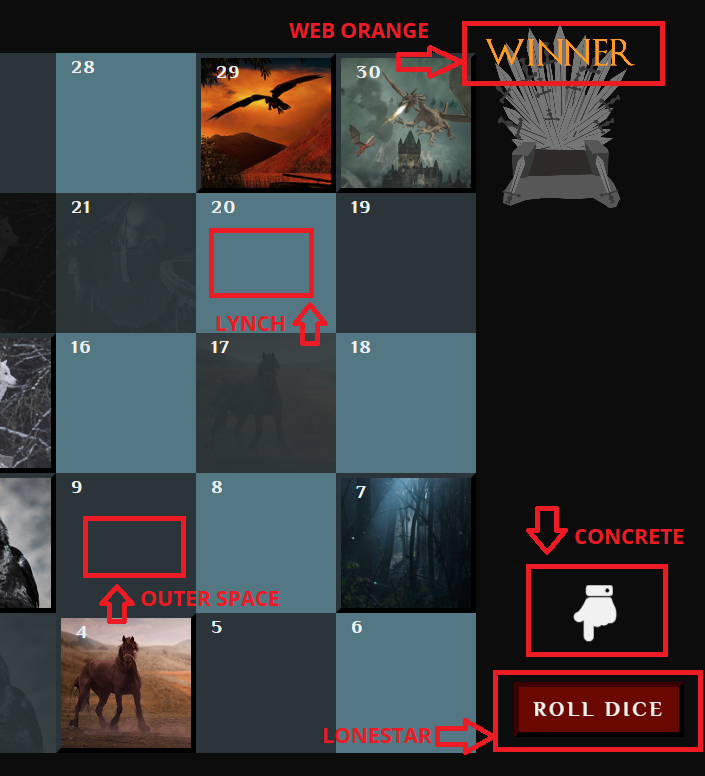 WEB ORANGE
WINNER
28
29
30
21
20
19
LYNCH
16
17
18
9
8
7
CONCRETE
OUTER SPACE
4
5
6
ROLL DICE
LONESTAR